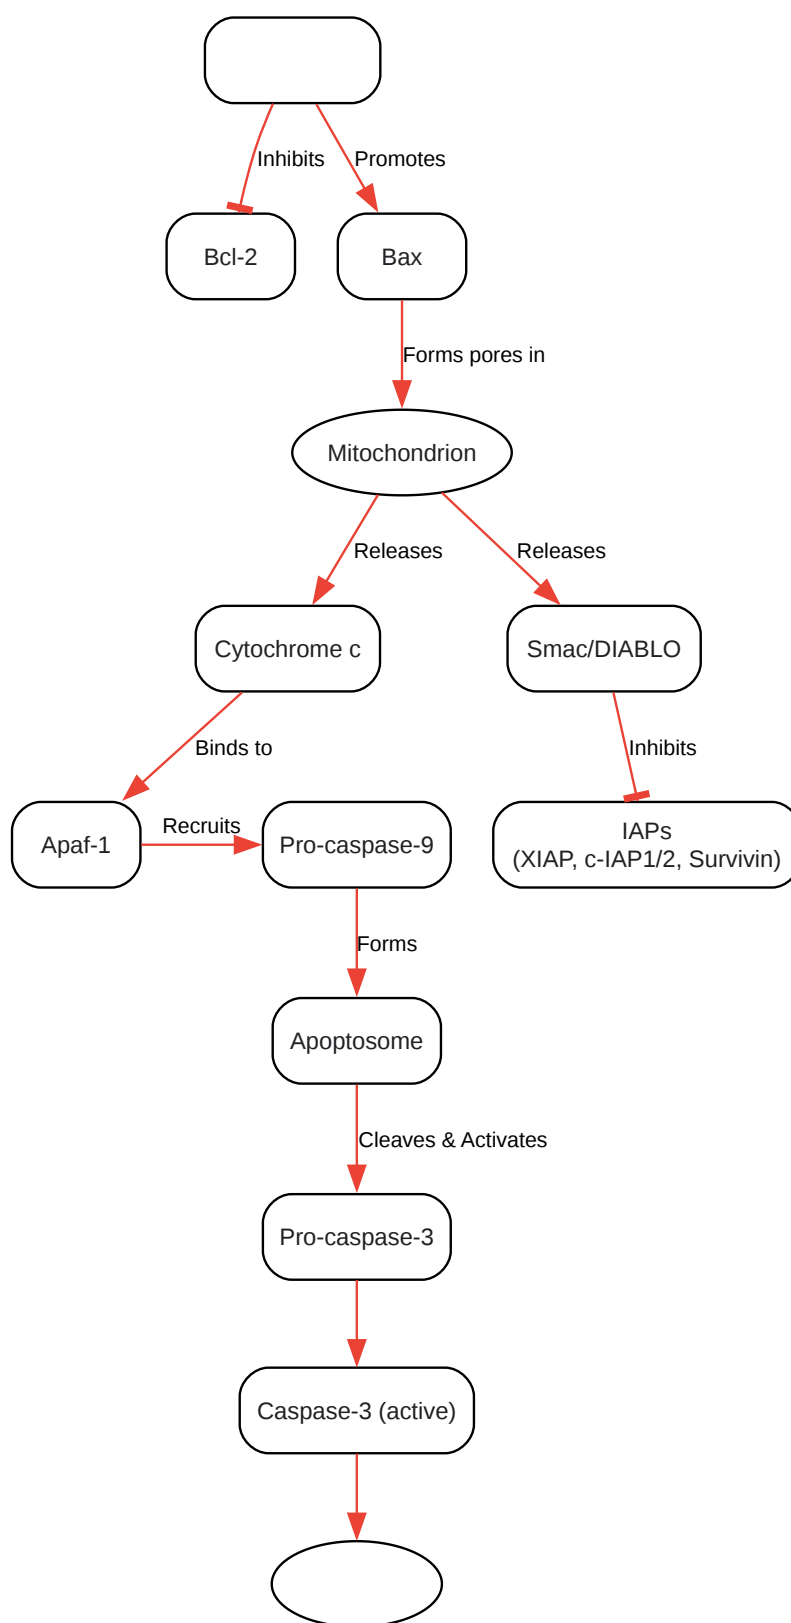 Inhibits
Promotes
Bcl-2
Bax
Forms pores in
Mitochondrion
Releases
Releases
Cytochrome c
Smac/DIABLO
Binds to
Inhibits
Apaf-1
Recruits
Pro-caspase-9
IAPs
(XIAP, c-IAP1/2, Survivin)
Forms
Apoptosome
Cleaves & Activates
Pro-caspase-3
Caspase-3 (active)